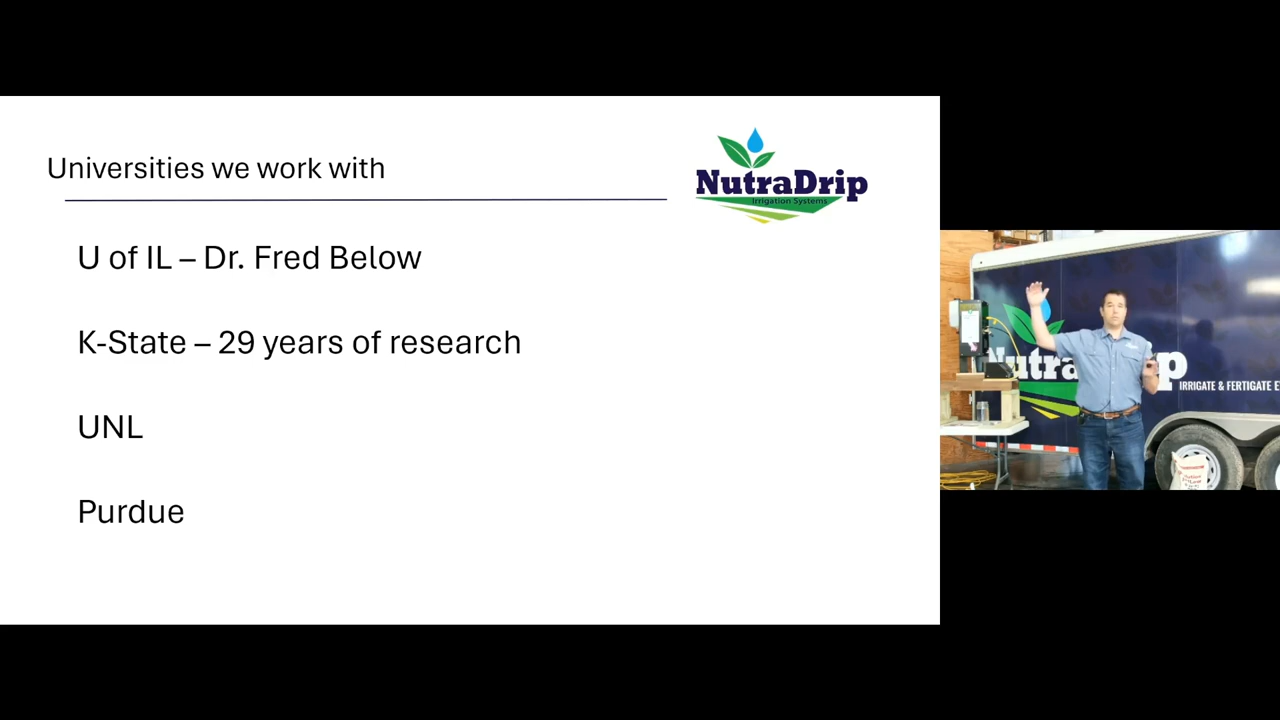 Universities we work with
NutraDrip
Irrigation Systems
U of IL – Dr. Fred Below
K-State – 29 years of research
UNL
Purdue
Nutra
p
IRRIGATE & FERTIGATE E